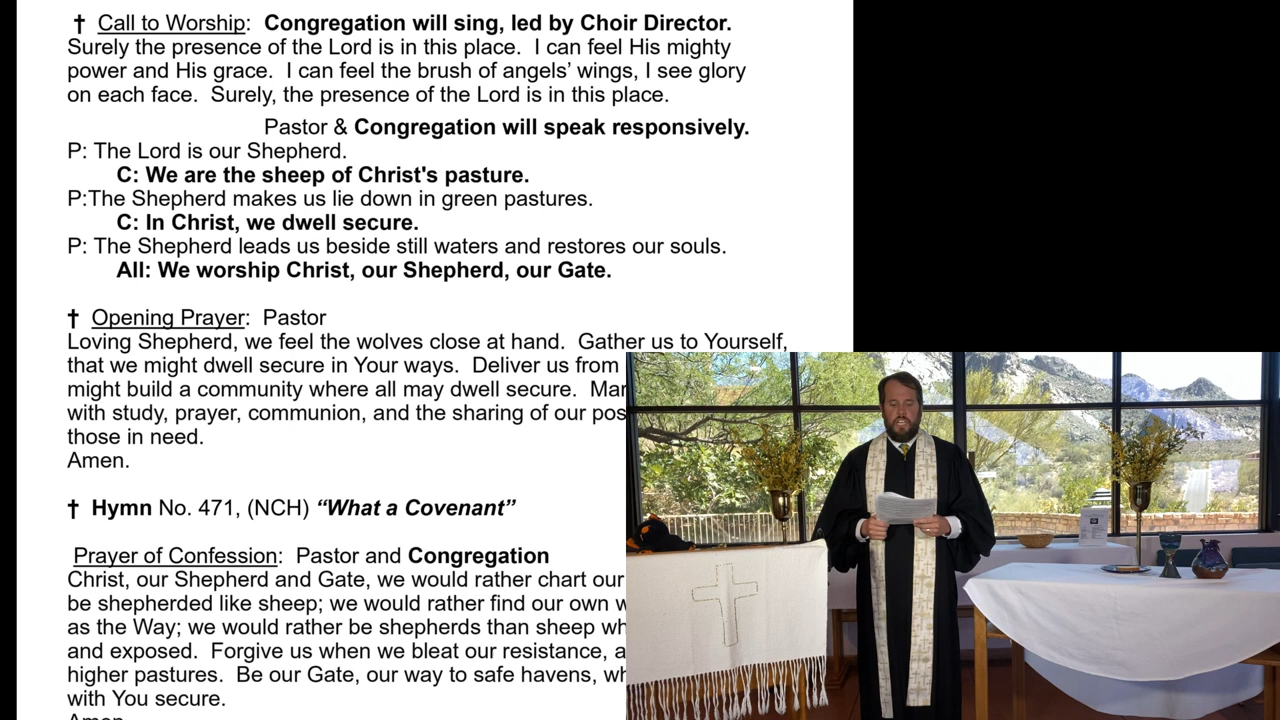 † Call to Worship: Congregation will sing, led by Choir Director.
Surely the presence of the Lord is in this place. I can feel His mighty
power and His grace. I can feel the brush of angels’ wings, I see glory
on each face. Surely, the presence of the Lord is in this place.
Pastor & Congregation will speak responsively.
P: The Lord is our Shepherd.
C: We are the sheep of Christ's pasture.
P:The Shepherd makes us lie down in green pastures.
C: In Christ, we dwell secure.
P: The Shepherd leads us beside still waters and restores our souls.
All: We worship Christ, our Shepherd, our Gate.
† Opening Prayer: Pastor
Loving Shepherd, we feel the wolves close at hand. Gather us to Yourself,
that we might dwell secure in Your ways. Deliver us from
might build a community where all may dwell secure. Mar
with study, prayer, communion, and the sharing of our pos
those in need.
Amen.
† Hymn No. 471, (NCH) “What a Covenant”
Prayer of Confession: Pastor and Congregation
Christ, our Shepherd and Gate, we would rather chart our
be shepherded like sheep; we would rather find our own w
as the Way; we would rather be shepherds than sheep wh
and exposed. Forgive us when we bleat our resistance, a
higher pastures. Be our Gate, our way to safe havens, wh
with You secure.
Amen